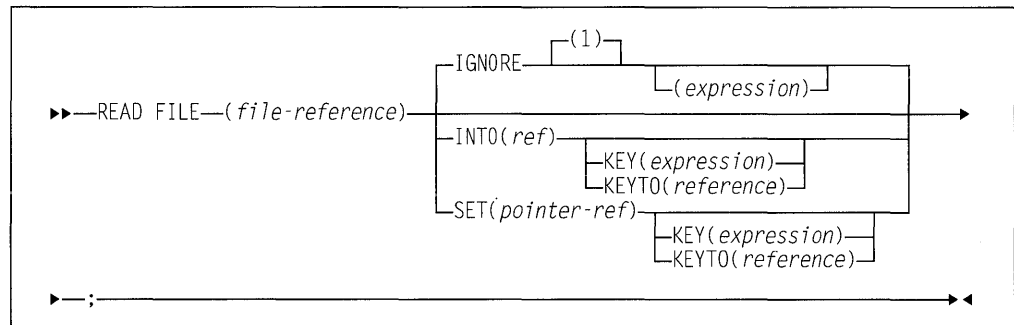 (1)
IGNORE
(expression)
READ FILE (file-reference)
INTO(ref)
KEY(expression)
KEYTO(reference)
SET(pointer-ref)
KEY(expression)
KEYTO(reference)
;